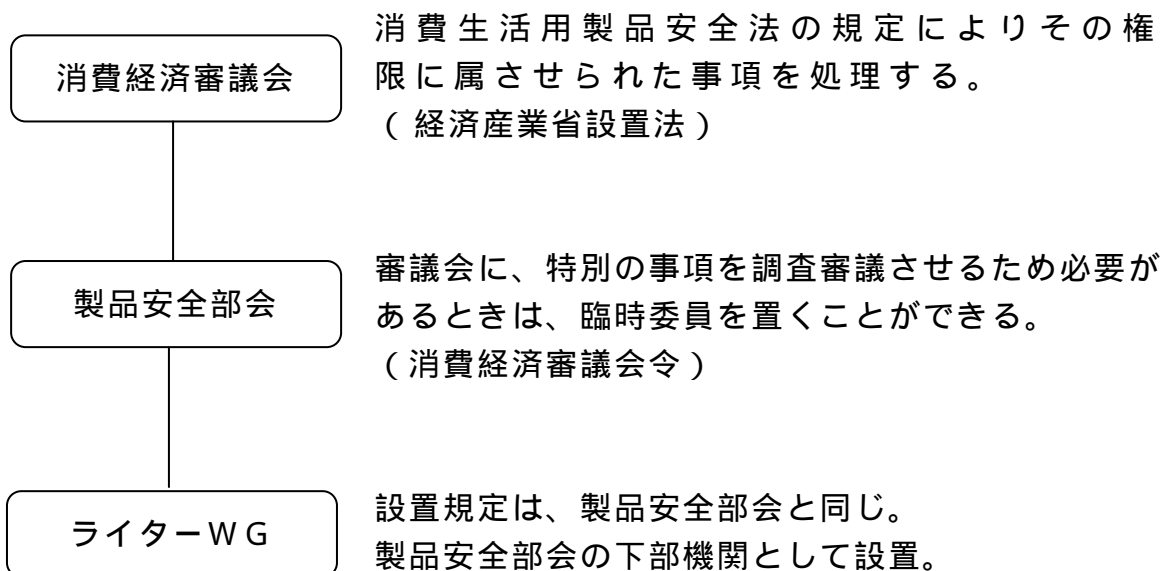 消費経済審議会
消費生活用製品安全法の規定によりその権
限に属させられた事項を処理する。
（経済産業省設置法）
製品安全部会
審議会に、特別の事項を調査審議させるため必要が
あるときは、臨時委員を置くことができる。
（消費経済審議会令）
ライターＷＧ
設置規定は、製品安全部会と同じ。
製品安全部会の下部機関として設置。